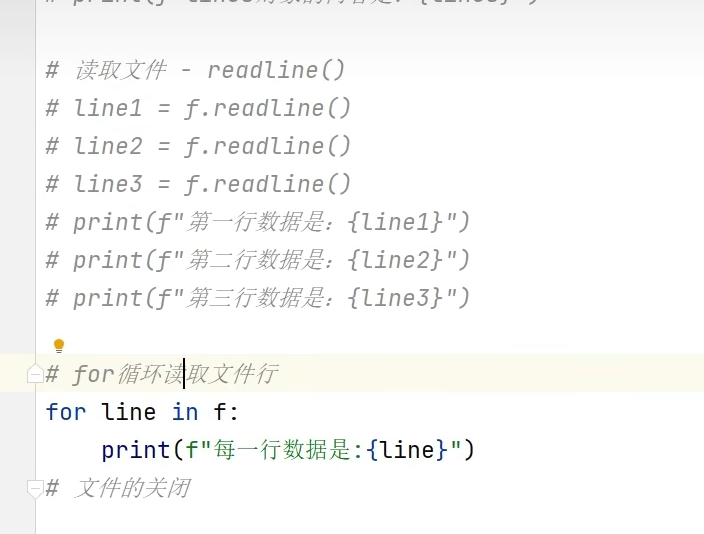 # 读取文件 - readline()
# line1 = f.readline()
# line2 = f.readline()
# line3 = f.readline()
# print(f"第一行数据是：{line1}")
# print(f"第二行数据是：{line2}")
# print(f"第三行数据是：{line3}")
# for循环读取文件行
for line in f:
    print(f"每一行数据是:{line}")
# 文件的关闭